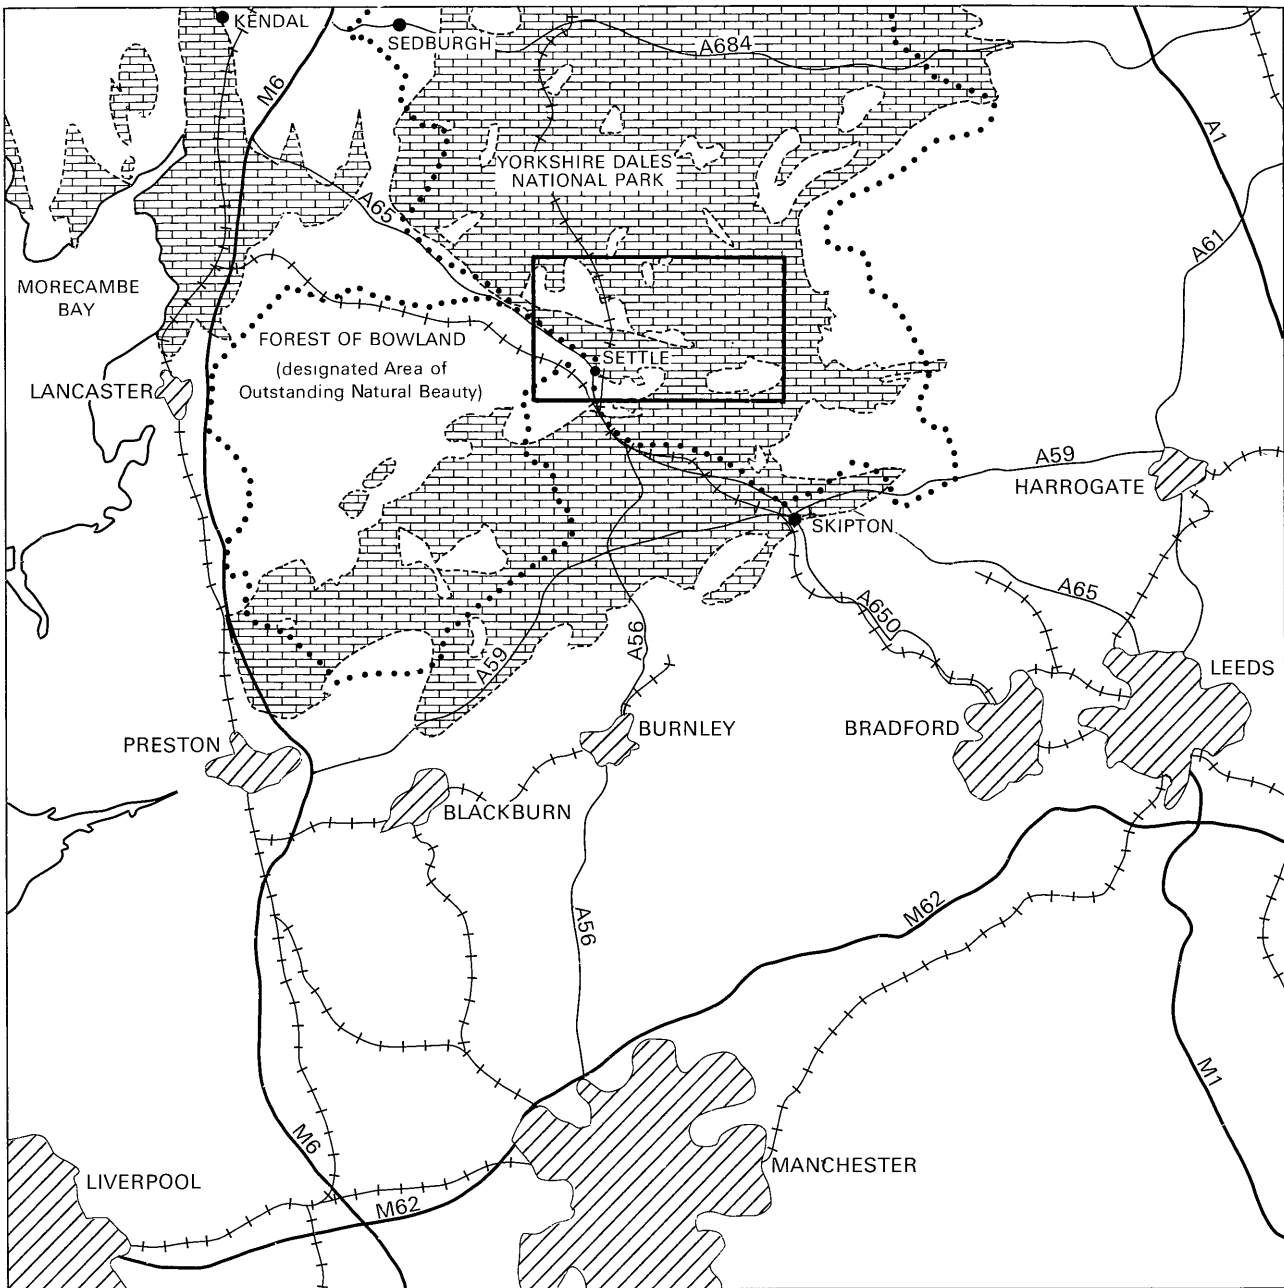 KENDAL
SEDBURGH
A684
M6
A1
YORKSHIRE DALES
NATIONAL PARK
A65
A61
MORECAMBE
BAY
FOREST OF BOWLAND
(designated Area of
Outstanding Natural Beauty)
SETTLE
LANCASTER
A59
HARROGATE
SKIPTON
A65
A650
A56
A59
LEEDS
PRESTON
BURNLEY
BRADFORD
BLACKBURN
M62
A56
M1
M6
MANCHESTER
LIVERPOOL
M62